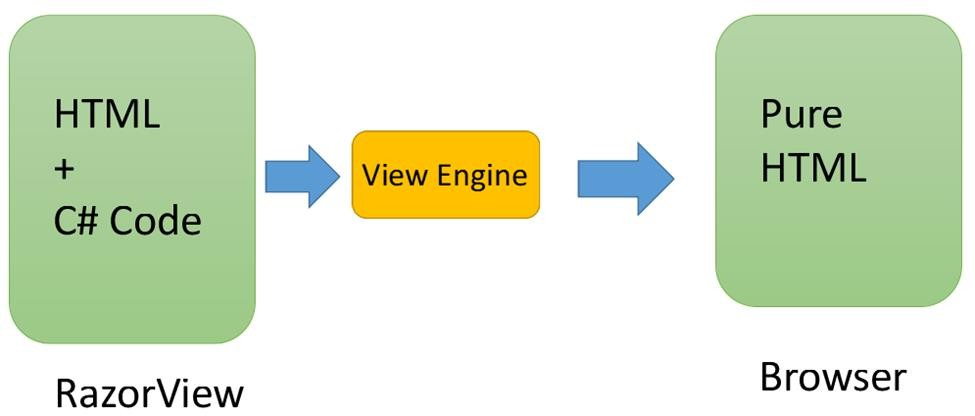 HTML
+
C# Code
RazorView
View Engine
Pure
HTML
Browser